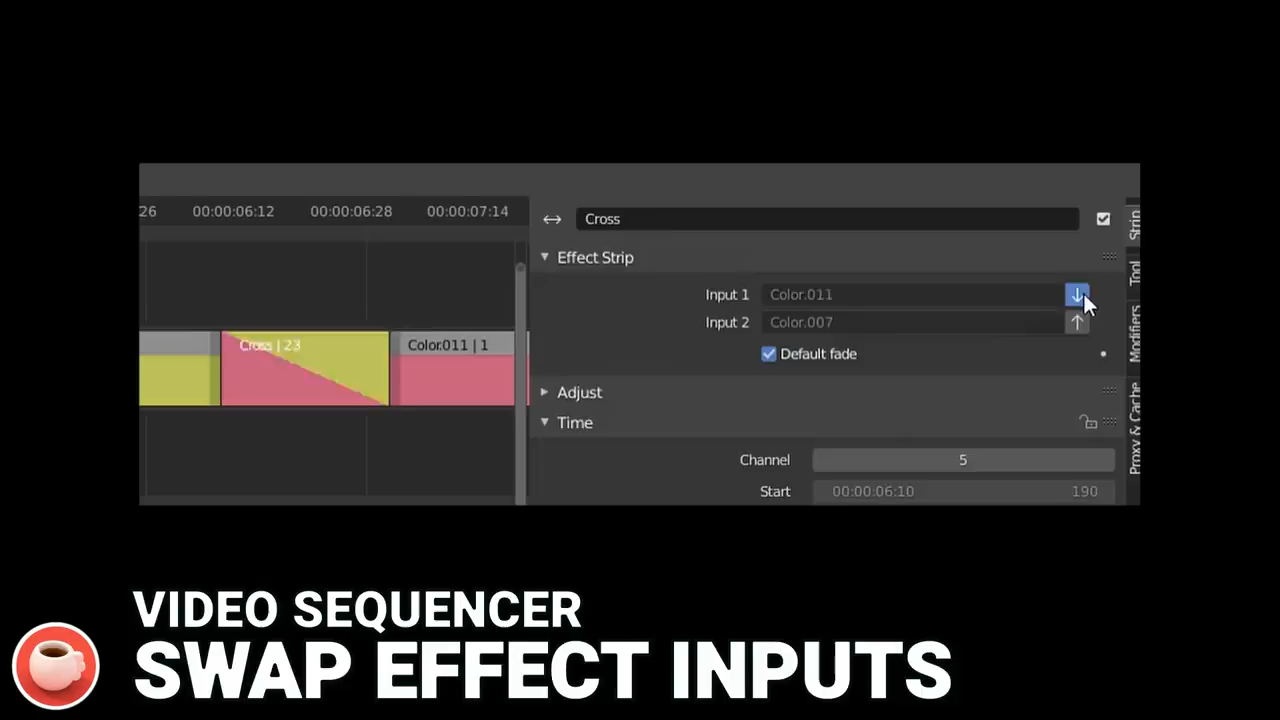 26 00:00:06:12 00:00:06:28 00:00:07:14
Cross
Strip
Effect Strip
Tool
Input 1 Color.011
Input 2 Color.007
Modifiers
Cross | 23
Color.011 | 1
Default fade
Adjust
Proxy & Cache
Time
Channel 5
Start 00:00:06:10 190
VIDEO SEQUENCER
SWAP EFFECT INPUTS